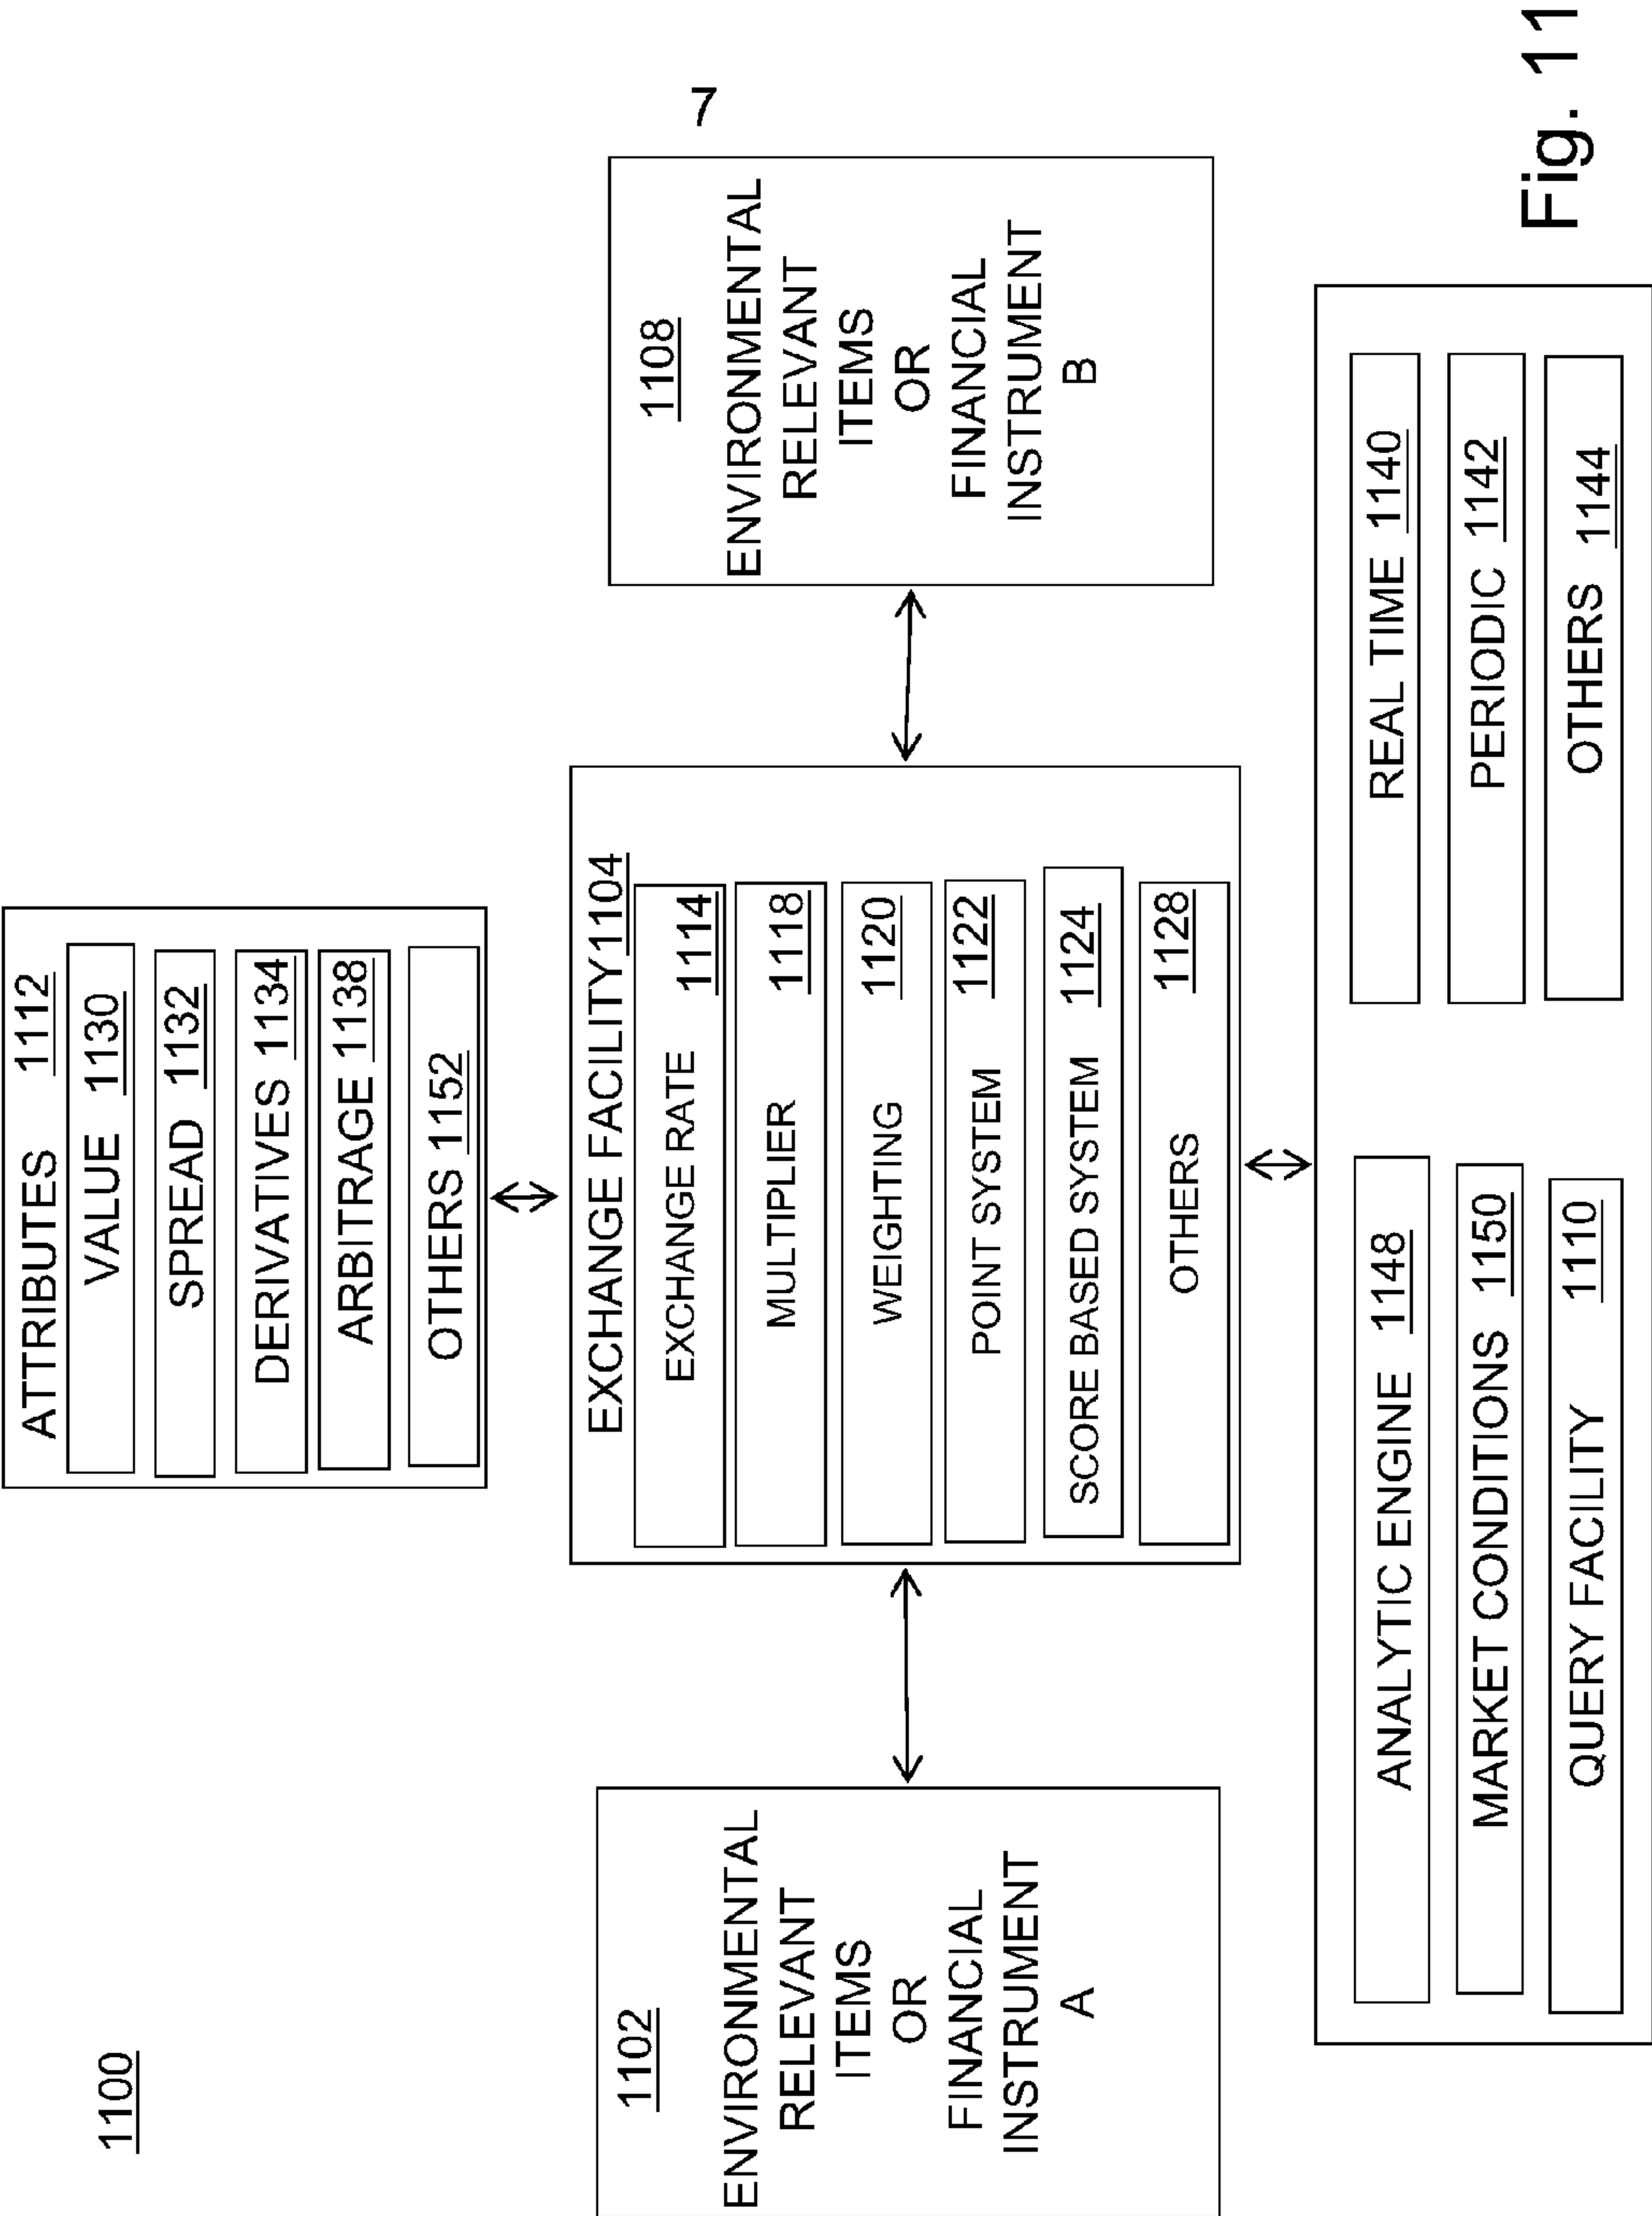 1100
ATTRIBUTES 1112
VALUE 1130
SPREAD 1132
DERIVATIVES 1134
ARBITRAGE 1138
OTHERS 1152
1102
ENVIRONMENTAL
RELEVANT
ITEMS
OR
FINANCIAL
INSTRUMENT
A
EXCHANGE FACILITY1104
EXCHANGE RATE 1114
MULTIPLIER 1118
WEIGHTING 1120
POINT SYSTEM 1122
SCORE BASED SYSTEM 1124
OTHERS 1128
7
1108
ENVIRONMENTAL
RELEVANT
ITEMS
OR
FINANCIAL
INSTRUMENT
B
ANALYTIC ENGINE 1148
MARKET CONDITIONS 1150
QUERY FACILITY 1110
REAL TIME 1140
PERIODIC 1142
OTHERS 1144
Fig. 11